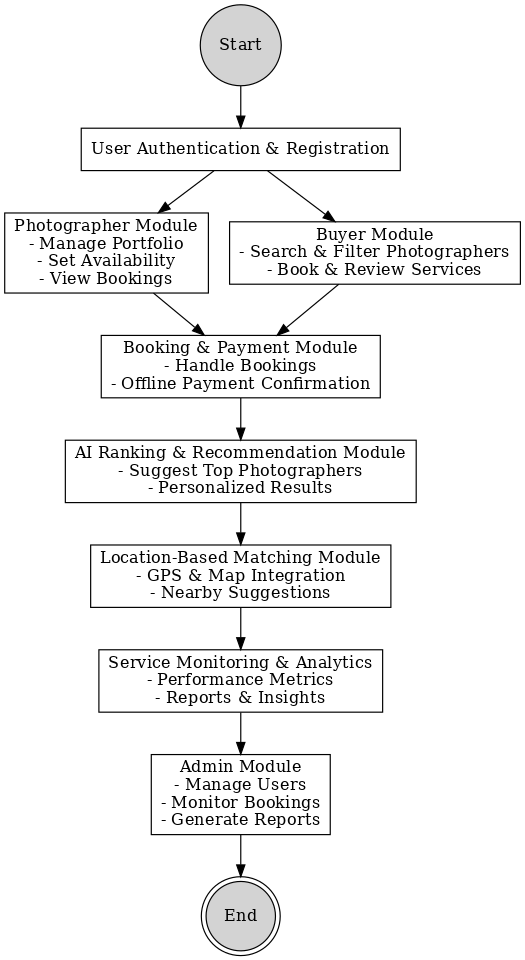 Start
User Authentication & Registration
Photographer Module
- Manage Portfolio
- Set Availability
- View Bookings
Buyer Module
- Search & Filter Photographers
- Book & Review Services
Booking & Payment Module
- Handle Bookings
- Offline Payment Confirmation
AI Ranking & Recommendation Module
- Suggest Top Photographers
- Personalized Results
Location-Based Matching Module
- GPS & Map Integration
- Nearby Suggestions
Service Monitoring & Analytics
- Performance Metrics
- Reports & Insights
Admin Module
- Manage Users
- Monitor Bookings
- Generate Reports
End